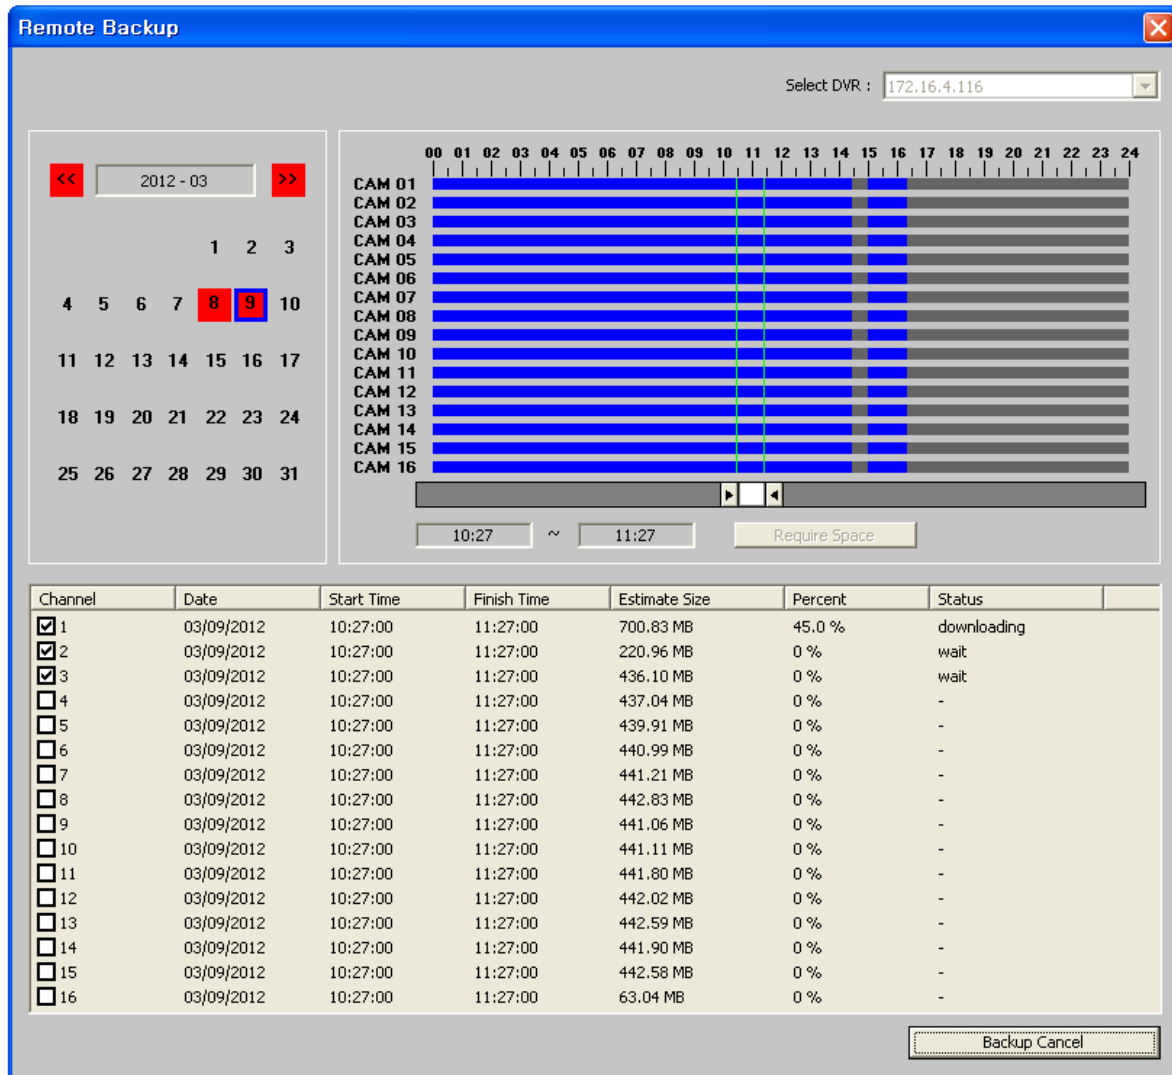 Remote Backup
Select DVR : 172.16.4.116
<< 2012 - 03 >>
1 2 3
4 5 6 7 8 9 10
11 12 13 14 15 16 17
18 19 20 21 22 23 24
25 26 27 28 29 30 31
00 01 02 03 04 05 06 07 08 09 10 11 12 13 14 15 16 17 18 19 20 21 22 23 24
CAM 01
CAM 02
CAM 03
CAM 04
CAM 05
CAM 06
CAM 07
CAM 08
CAM 09
CAM 10
CAM 11
CAM 12
CAM 13
CAM 14
CAM 15
CAM 16
10:27 ~ 11:27 Require Space
Channel Date Start Time Finish Time Estimate Size Percent Status
1 03/09/2012 10:27:00 11:27:00 700.83 MB 45.0 % downloading
2 03/09/2012 10:27:00 11:27:00 220.96 MB 0 % wait
3 03/09/2012 10:27:00 11:27:00 436.10 MB 0 % wait
4 03/09/2012 10:27:00 11:27:00 437.04 MB 0 % -
5 03/09/2012 10:27:00 11:27:00 439.91 MB 0 % -
6 03/09/2012 10:27:00 11:27:00 440.99 MB 0 % -
7 03/09/2012 10:27:00 11:27:00 441.21 MB 0 % -
8 03/09/2012 10:27:00 11:27:00 442.83 MB 0 % -
9 03/09/2012 10:27:00 11:27:00 441.06 MB 0 % -
10 03/09/2012 10:27:00 11:27:00 441.11 MB 0 % -
11 03/09/2012 10:27:00 11:27:00 441.80 MB 0 % -
12 03/09/2012 10:27:00 11:27:00 442.02 MB 0 % -
13 03/09/2012 10:27:00 11:27:00 442.59 MB 0 % -
14 03/09/2012 10:27:00 11:27:00 441.90 MB 0 % -
15 03/09/2012 10:27:00 11:27:00 442.58 MB 0 % -
16 03/09/2012 10:27:00 11:27:00 63.04 MB 0 % -
Backup Cancel